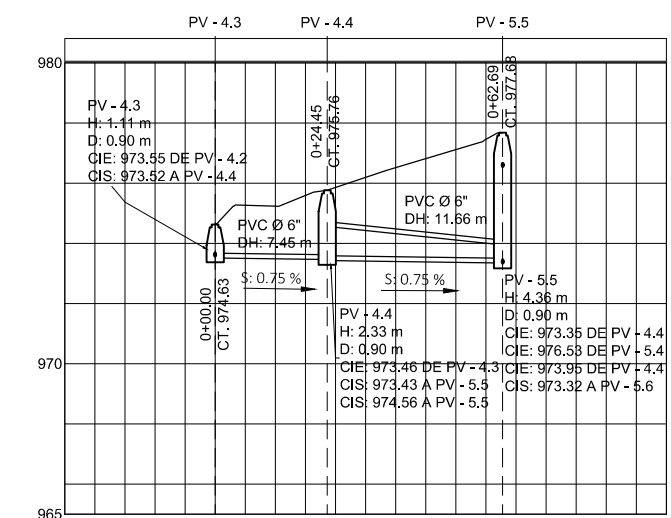 PV - 4.3
PV - 4.4
PV - 5.5
980
970
965
PV - 4.3
H: 1.11 m
D: 0.90 m
CIE: 973.55 DE PV - 4.2
CIS: 973.52 A PV - 4.4
0+00.00
CT. 974.63
PVC Ø 6"
DH: 7.45 m
S: 0.75 %
0+24.45
CT. 975.76
PV - 4.4
H: 2.33 m
D: 0.90 m
CIE: 973.46 DE PV - 4.3
CIS: 973.43 A PV - 5.5
CIS: 974.56 A PV - 5.5
PVC Ø 6"
DH: 11.66 m
S: 0.75 %
0+62.69
CT. 977.68
PV - 5.5
H: 4.36 m
D: 0.90 m
CIE: 973.35 DE PV - 4.4
CIE: 976.53 DE PV - 5.4
CIE: 973.95 DE PV - 4.4
CIS: 973.32 A PV - 5.6